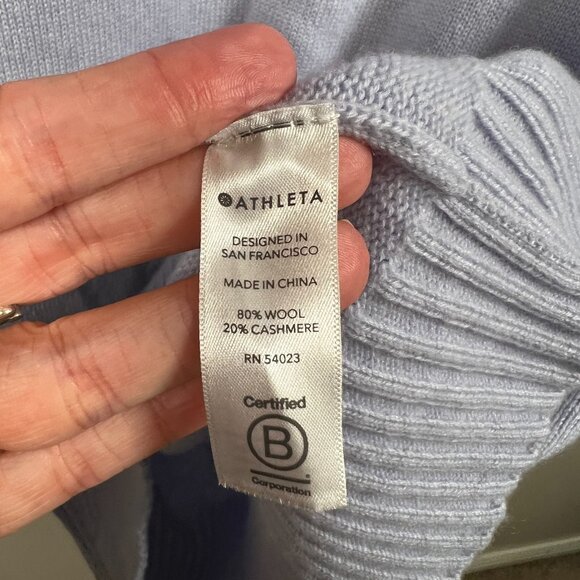 ATHLETA
DESIGNED IN
SAN FRANCISCO
MADE IN CHINA
80% WOOL
20% CASHMERE
RN 54023
Certified
B
Corporation